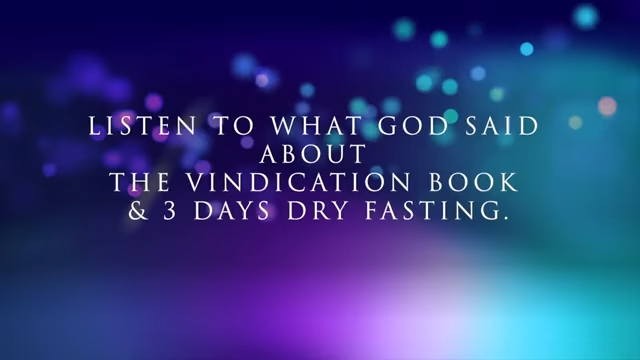 LISTEN TO WHAT GOD SAID
ABOUT
THE VINDICATION BOOK
& 3 DAYS DRY FASTING.